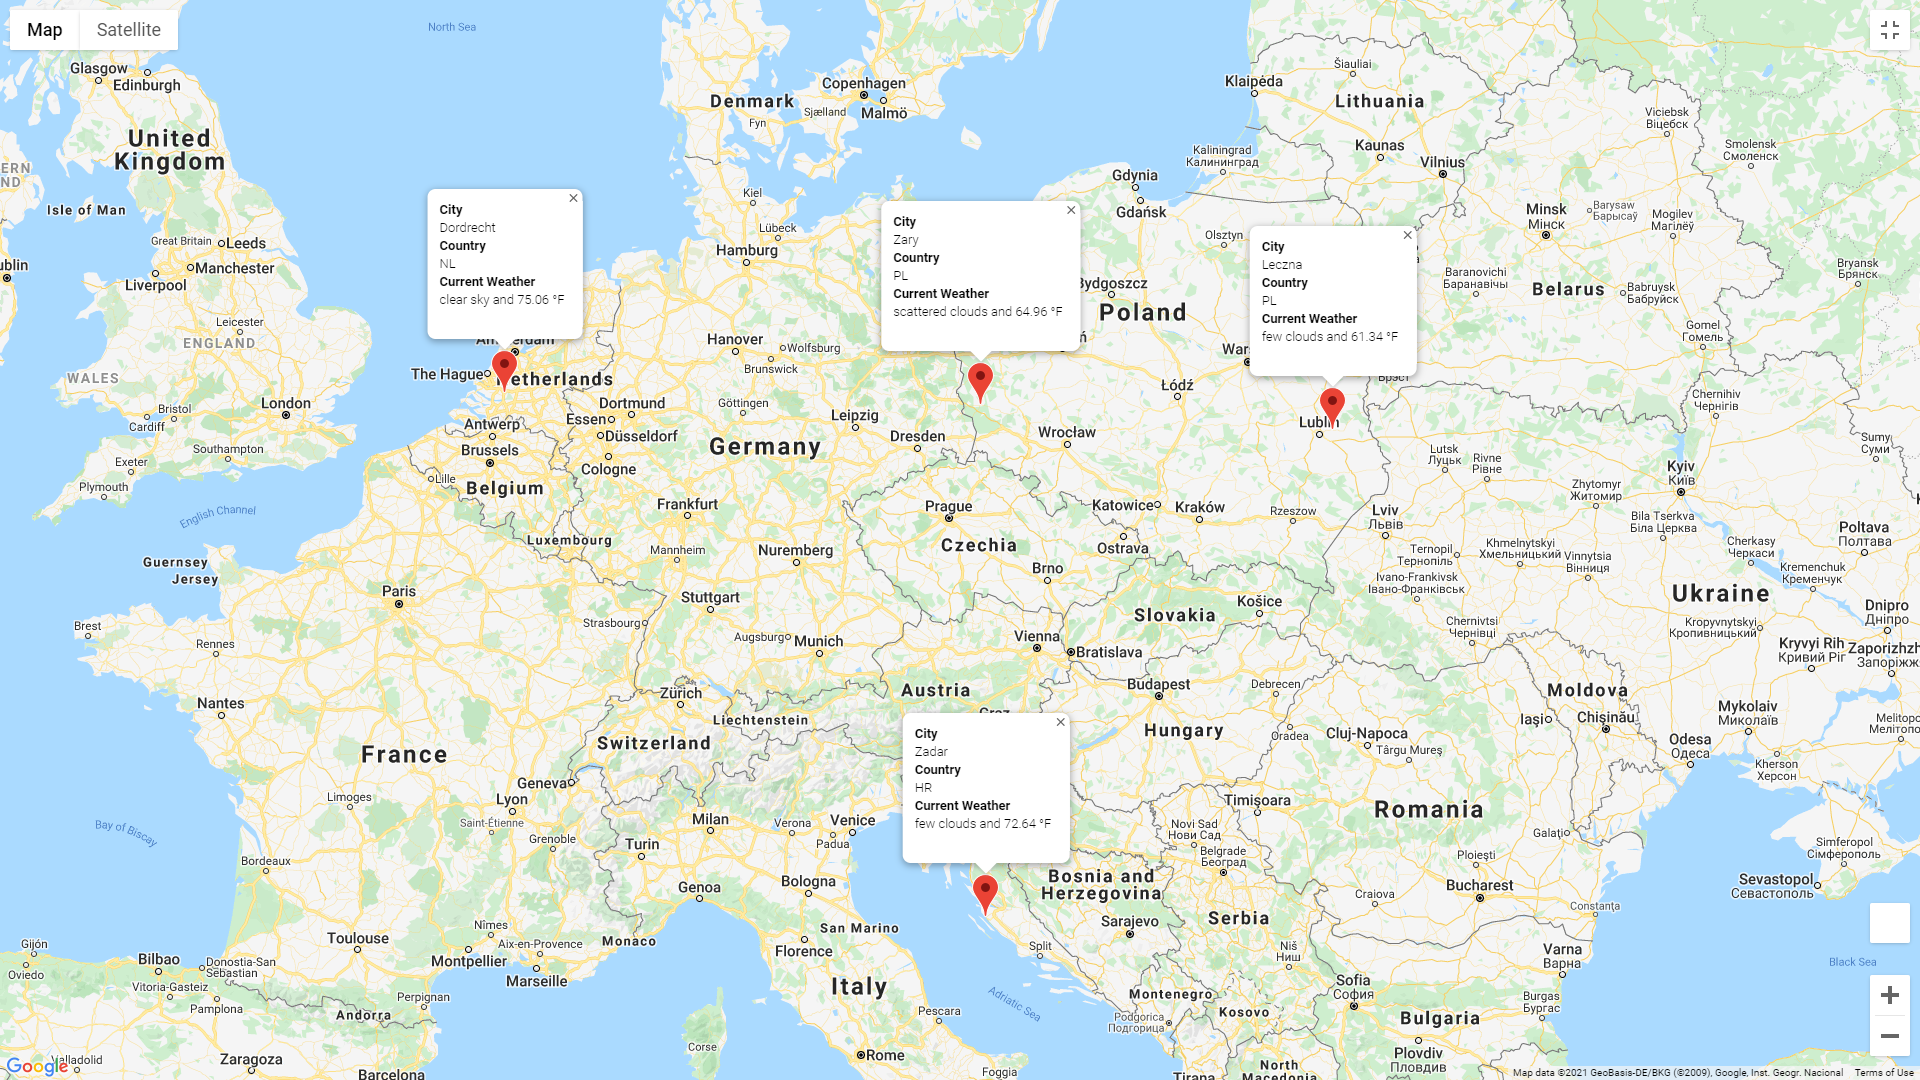 Map
Satellite
North Sea
Glasgow
Edinburgh
United
Kingdom
Isle of Man
Great Britain
Leeds
Manchester
Liverpool
Leicester
ENGLAND
WALES
London
Bristol
Cardiff
Southampton
Exeter
Plymouth
English Channel
Guernsey
Jersey
Denmark
Fyn
Copenhagen
Sjælland
Malmö
Kiel
Lübeck
Hamburg
City
Dordrecht
Country
NL
Current Weather
clear sky and 75.06 °F
City
Zary
Country
PL
Current Weather
scattered clouds and 64.96 °F
City
Leczna
Country
PL
Current Weather
few clouds and 61.34 °F
City
Zadar
Country
HR
Current Weather
few clouds and 72.64 °F
Klaipėda
Šiauliai
Lithuania
Kaunas
Vilnius
Kaliningrad
Калининград
Gdynia
Gdańsk
Olsztyn
Bydgoszcz
Poland
Minsk
Мінск
Barysaw
Барысаў
Mogilev
Магілёў
Viciebsk
Віцебск
Smolensk
Смоленск
Baranovichi
Баранавічы
Belarus
Babruysk
Бабруйск
Bryansk
Брянск
Gomel
Гомель
Брэст
The Hague
Hanover
Wolfsburg
Brunswick
Dortmund
Essen
Düsseldorf
Göttingen
Leipzig
Dresden
Cologne
Germany
Antwerp
Brussels
Lille
Belgium
Luxembourg
Frankfurt
Mannheim
Nuremberg
Stuttgart
Strasbourg
Augsburg
Munich
Łódź
Wrocław
Lublin
Katowice
Kraków
Rzeszow
Prague
Czechia
Ostrava
Brno
Chernihiv
Чернігів
Lutsk
Луцьк
Rivne
Рівне
Zhytomyr
Житомир
Kyiv
Київ
Sumy
Суми
Bila Tserkva
Біла Церква
Lviv
Львів
Ternopil
Тернопіль
Khmelnytskyi
Хмельницький
Vinnytsia
Вінниця
Cherkasy
Черкаси
Poltava
Полтава
Kremenchuk
Кременчук
Ivano-Frankivsk
Івано-Франківськ
Ukraine
Dnipro
Дніпро
Chernivtsi
Чернівці
Kropyvnytskyi
Кропивницький
Kryvyi Rih
Кривий Ріг
Paris
Brest
Rennes
Nantes
France
Limoges
Lyon
Saint-Étienne
Grenoble
Geneva
Bay of Biscay
Bordeaux
Toulouse
Nîmes
Montpellier
Aix-en-Provence
Marseille
Monaco
Perpignan
Andorra
Gijón
Oviedo
Bilbao
Donostia-San
Sebastian
Vitoria-Gasteiz
Pamplona
Zaragoza
Barcelona
Zürich
Liechtenstein
Switzerland
Austria
Vienna
Bratislava
Slovakia
Košice
Budapest
Debrecen
Hungary
Milan
Turin
Verona
Venice
Padua
Genoa
Bologna
San Marino
Florence
Italy
Corse
Rome
Pescara
Foggia
Adriatic Sea
Split
Bosnia and
Herzegovina
Sarajevo
Montenegro
Podgorica
Подгорица
Kosovo
North
Novi Sad
Нови Сад
Belgrade
Београд
Serbia
Niš
Ниш
Timișoara
Oradea
Cluj-Napoca
Târgu Mureș
Romania
Ploiești
Bucharest
Craiova
Galați
Constanța
Iași
Moldova
Chișinău
Mykolaiv
Миколаїв
Odesa
Одеса
Kherson
Херсон
Simferopol
Сімферополь
Sevastopol
Севастополь
Varna
Варна
Black Sea
Burgas
Бургас
Sofia
София
Bulgaria
Plovdiv
Пловдив
Google
Map data ©2021 GeoBasis-DE/BKG (©2009), Google, Inst. Geogr. Nacional
Terms of Use